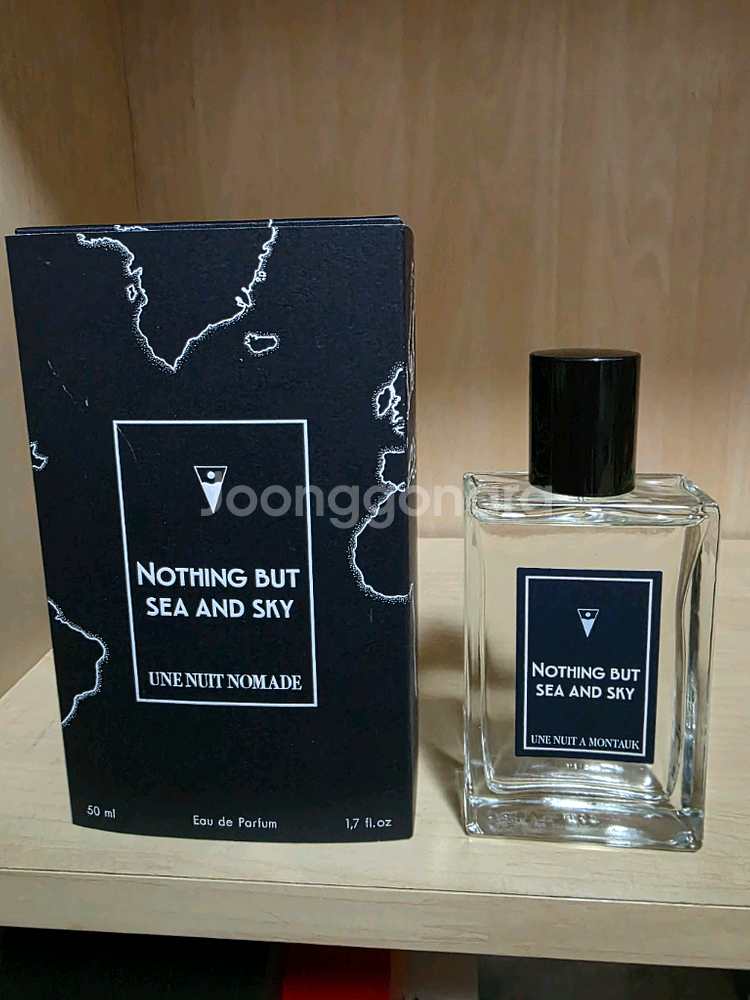 Joonggonara
NOTHING BUT
SEA AND SKY
UNE NUIT NOMADE
50 ml
Eau de Parfum
1,7 fl.oz
NOTHING BUT
SEA AND SKY
UNE NUIT A MONTAUK